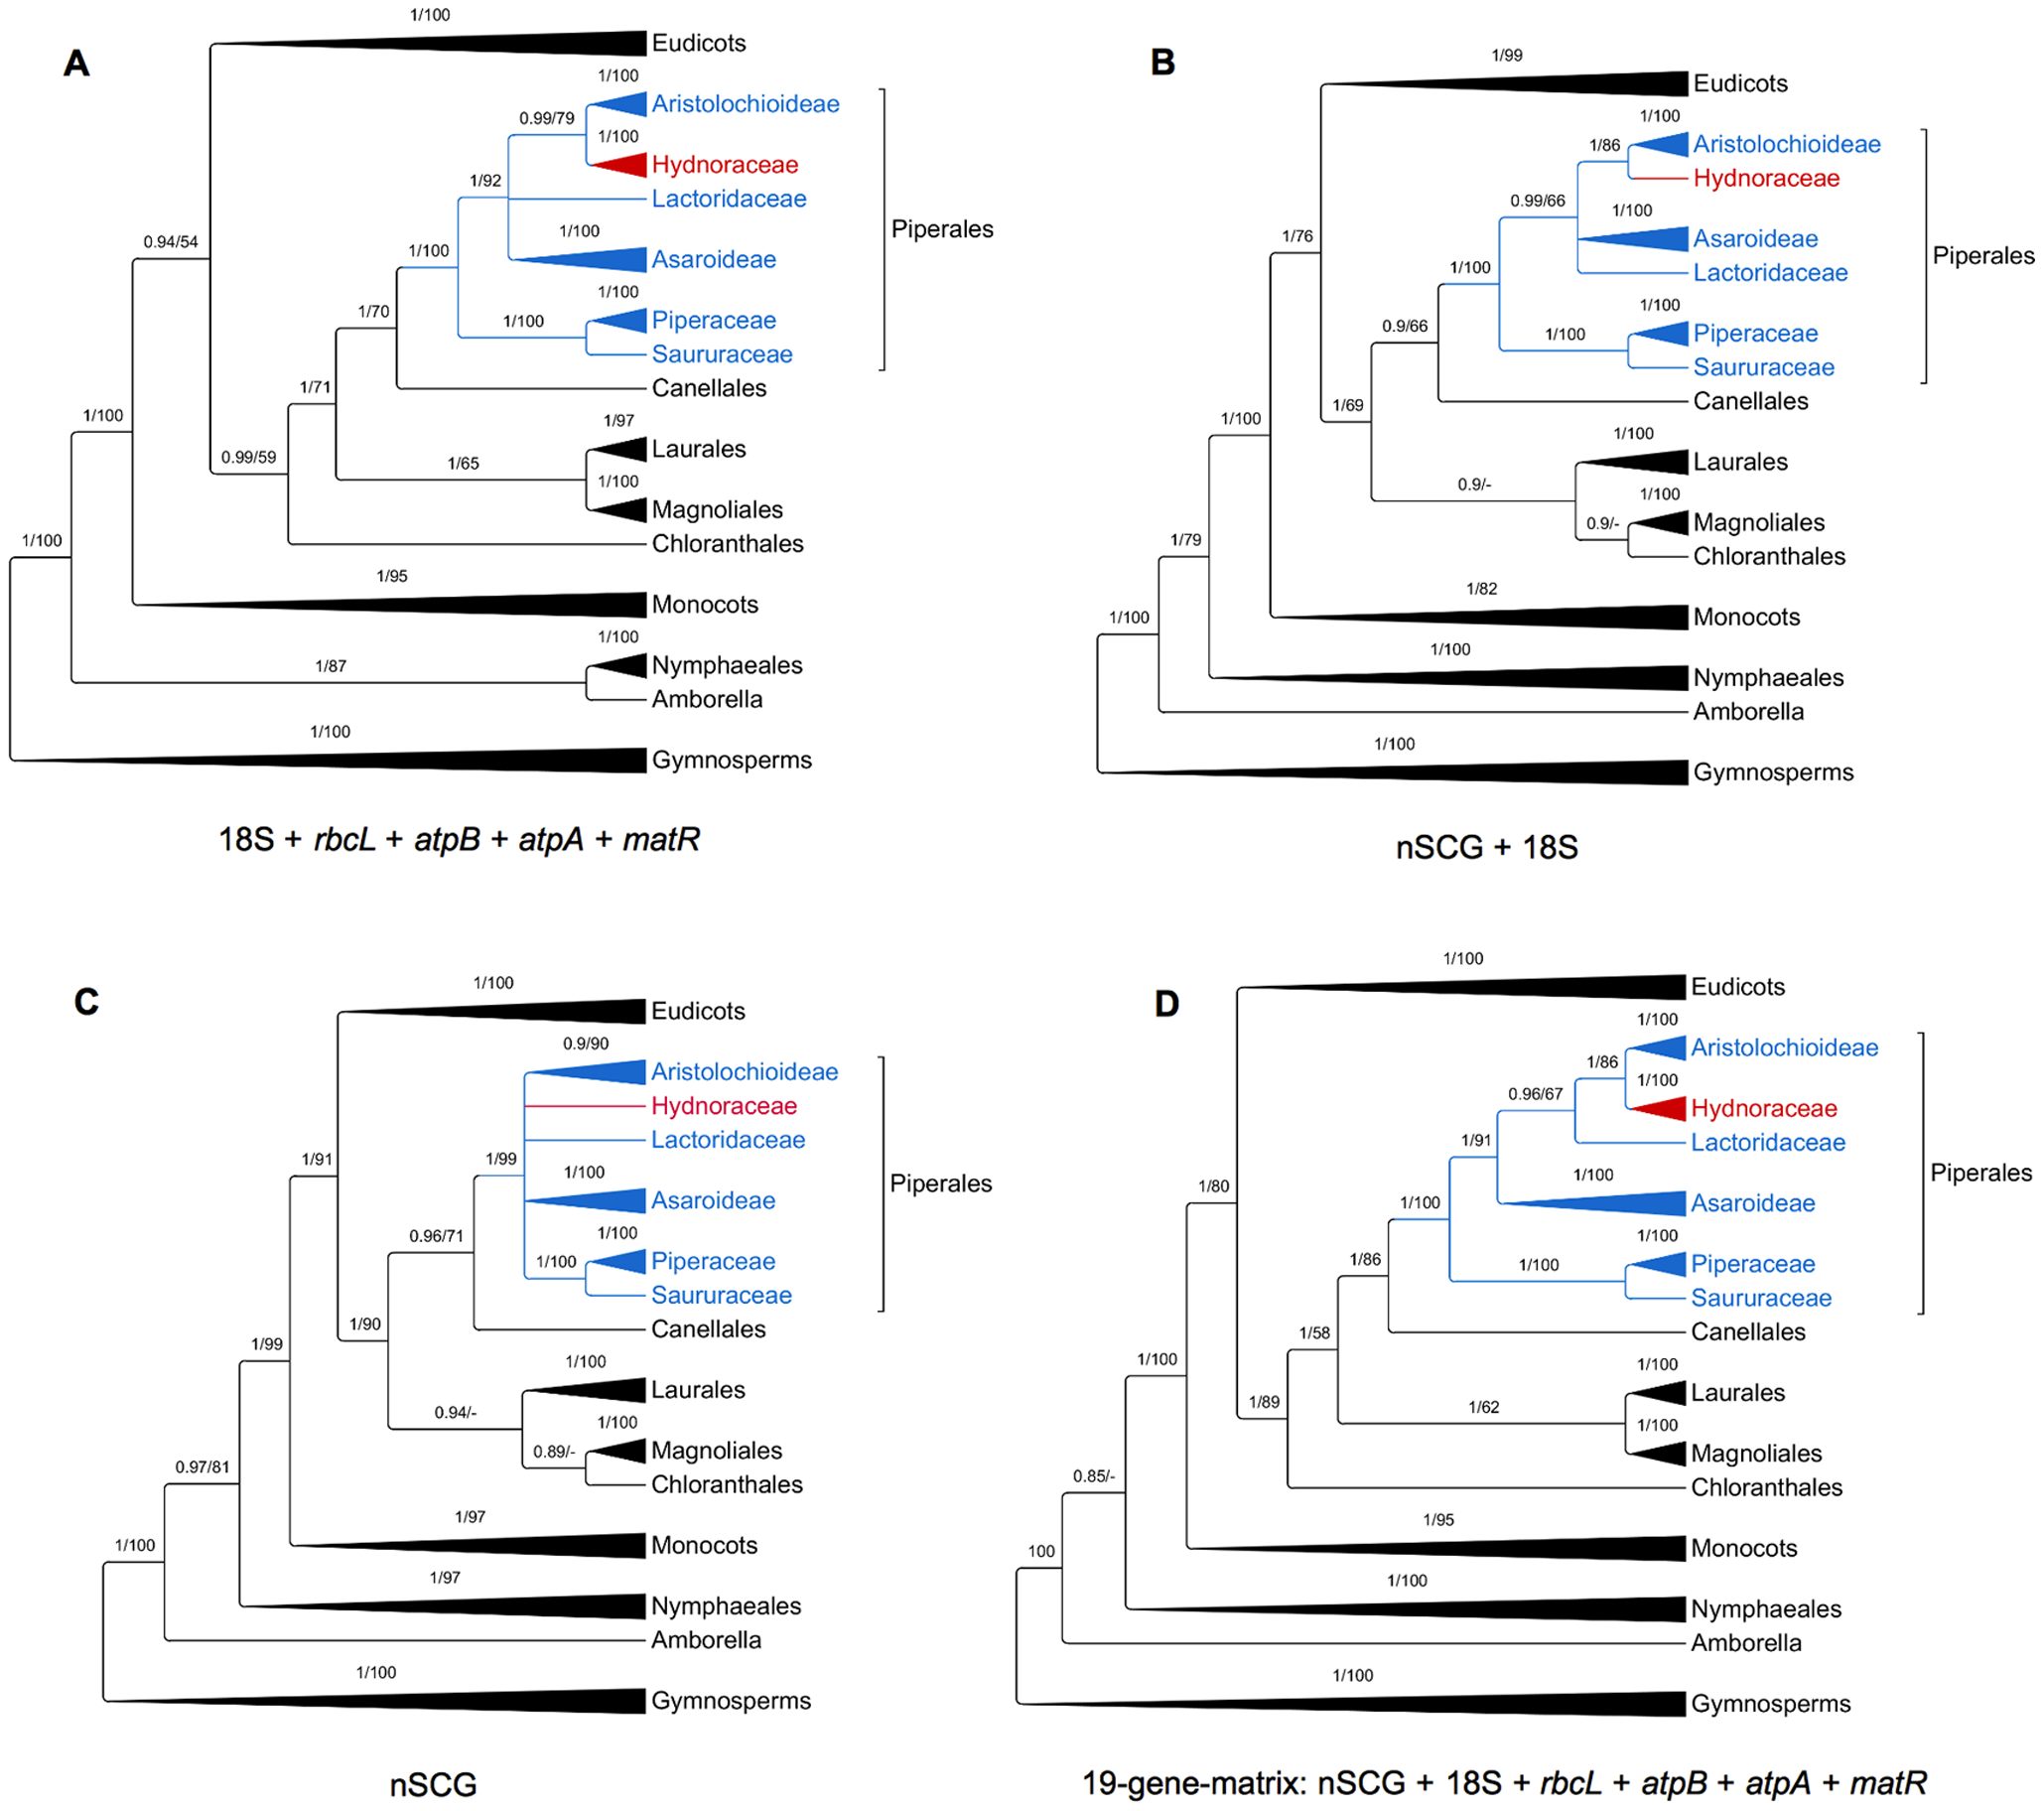 A
1/100
Eudicots
1/100
Aristolochioideae
0.99/79
1/100
Hydnoraceae
1/92
Lactoridaceae
1/100
Asaroideae
Piperales
0.94/54
1/100
1/100
Piperaceae
1/100
Saururaceae
1/70
Canellales
1/71
1/97
Laurales
1/100
0.99/59
1/65
1/100
Magnoliales
Chloranthales
1/100
1/95
Monocots
1/100
Nymphaeales
1/87
Amborella
1/100
Gymnosperms
18S + rbcL + atpB + atpA + matR
B
1/99
Eudicots
1/100
Aristolochioideae
1/86
Hydnoraceae
0.99/66
1/100
Asaroideae
Lactoridaceae
Piperales
1/76
1/100
1/100
Piperaceae
0.9/66
1/100
Saururaceae
Canellales
1/69
1/100
1/100
Laurales
0.9/-
1/100
Magnoliales
0.9/-
Chloranthales
1/79
1/82
Monocots
1/100
1/100
Nymphaeales
Amborella
1/100
Gymnosperms
nSCG + 18S
C
1/100
Eudicots
0.9/90
Aristolochioideae
Hydnoraceae
Lactoridaceae
1/91
1/99
1/100
Asaroideae
Piperales
0.96/71
1/100
1/100
Piperaceae
Saururaceae
1/90
Canellales
1/99
1/100
Laurales
0.94/-
1/100
Magnoliales
0.89/-
Chloranthales
0.97/81
1/97
Monocots
1/100
1/97
Nymphaeales
Amborella
1/100
Gymnosperms
nSCG
D
1/100
Eudicots
1/100
Aristolochioideae
1/86
1/100
Hydnoraceae
0.96/67
Lactoridaceae
1/91
1/100
Asaroideae
Piperales
1/80
1/100
1/100
Piperaceae
1/86
1/100
Saururaceae
Canellales
1/58
1/100
1/100
Laurales
1/89
1/62
1/100
Magnoliales
Chloranthales
0.85/-
1/95
Monocots
100
1/100
Nymphaeales
Amborella
1/100
Gymnosperms
19-gene-matrix: nSCG + 18S + rbcL + atpB + atpA + matR